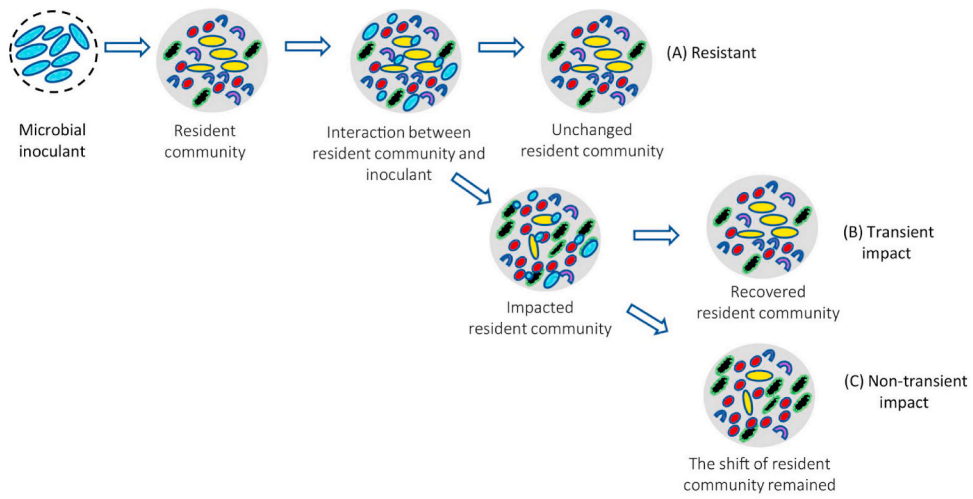 (A) Resistant
Microbial
inoculant
Resident
community
Interaction between
resident community and
inoculant
Unchanged
resident community
(B) Transient
impact
Impacted
resident community
Recovered
resident community
(C) Non-transient
impact
The shift of resident
community remained